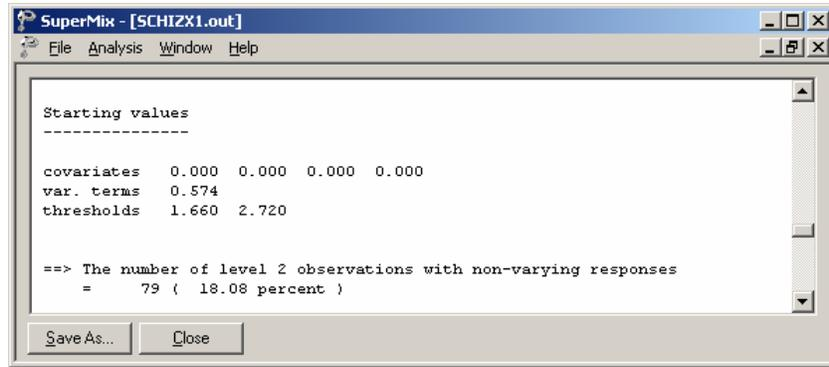 SuperMix - [SCHIZX1.out]
File Analysis Window Help
Starting values
---------------
covariates 0.000 0.000 0.000 0.000
var. terms 0.574
thresholds 1.660 2.720
==> The number of level 2 observations with non-varying responses
= 79 ( 18.08 percent )
Save As... Close